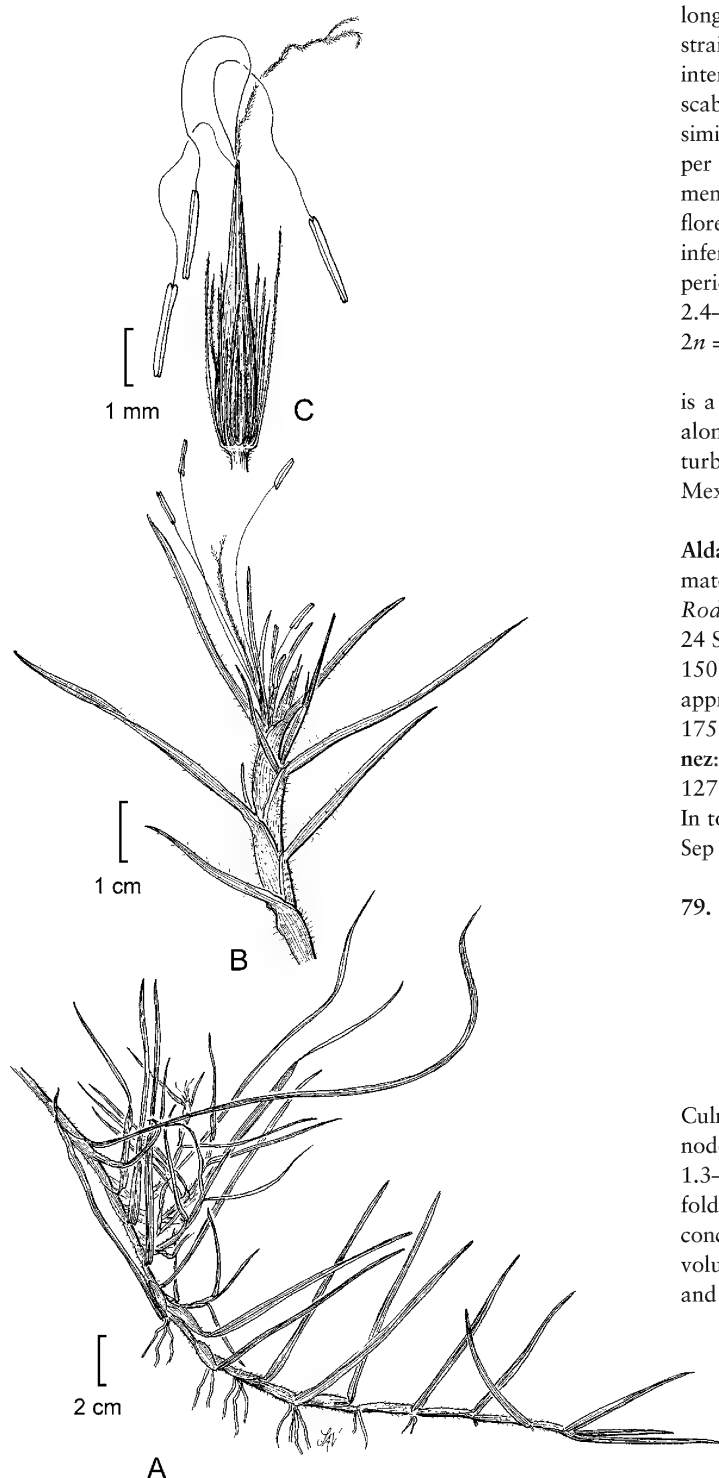 1 mm
C
1 cm
B
2 cm
A
long
strai
inter
scab
simi
per
men
flore
infer
peric
2.4–
2n =
is a
alon
turb
Mex
Alda
mate
Rod
24 S
150
appr
175
nez:
127
In to
Sep
79.
Culn
node
1.3–
fold
conc
volu
and